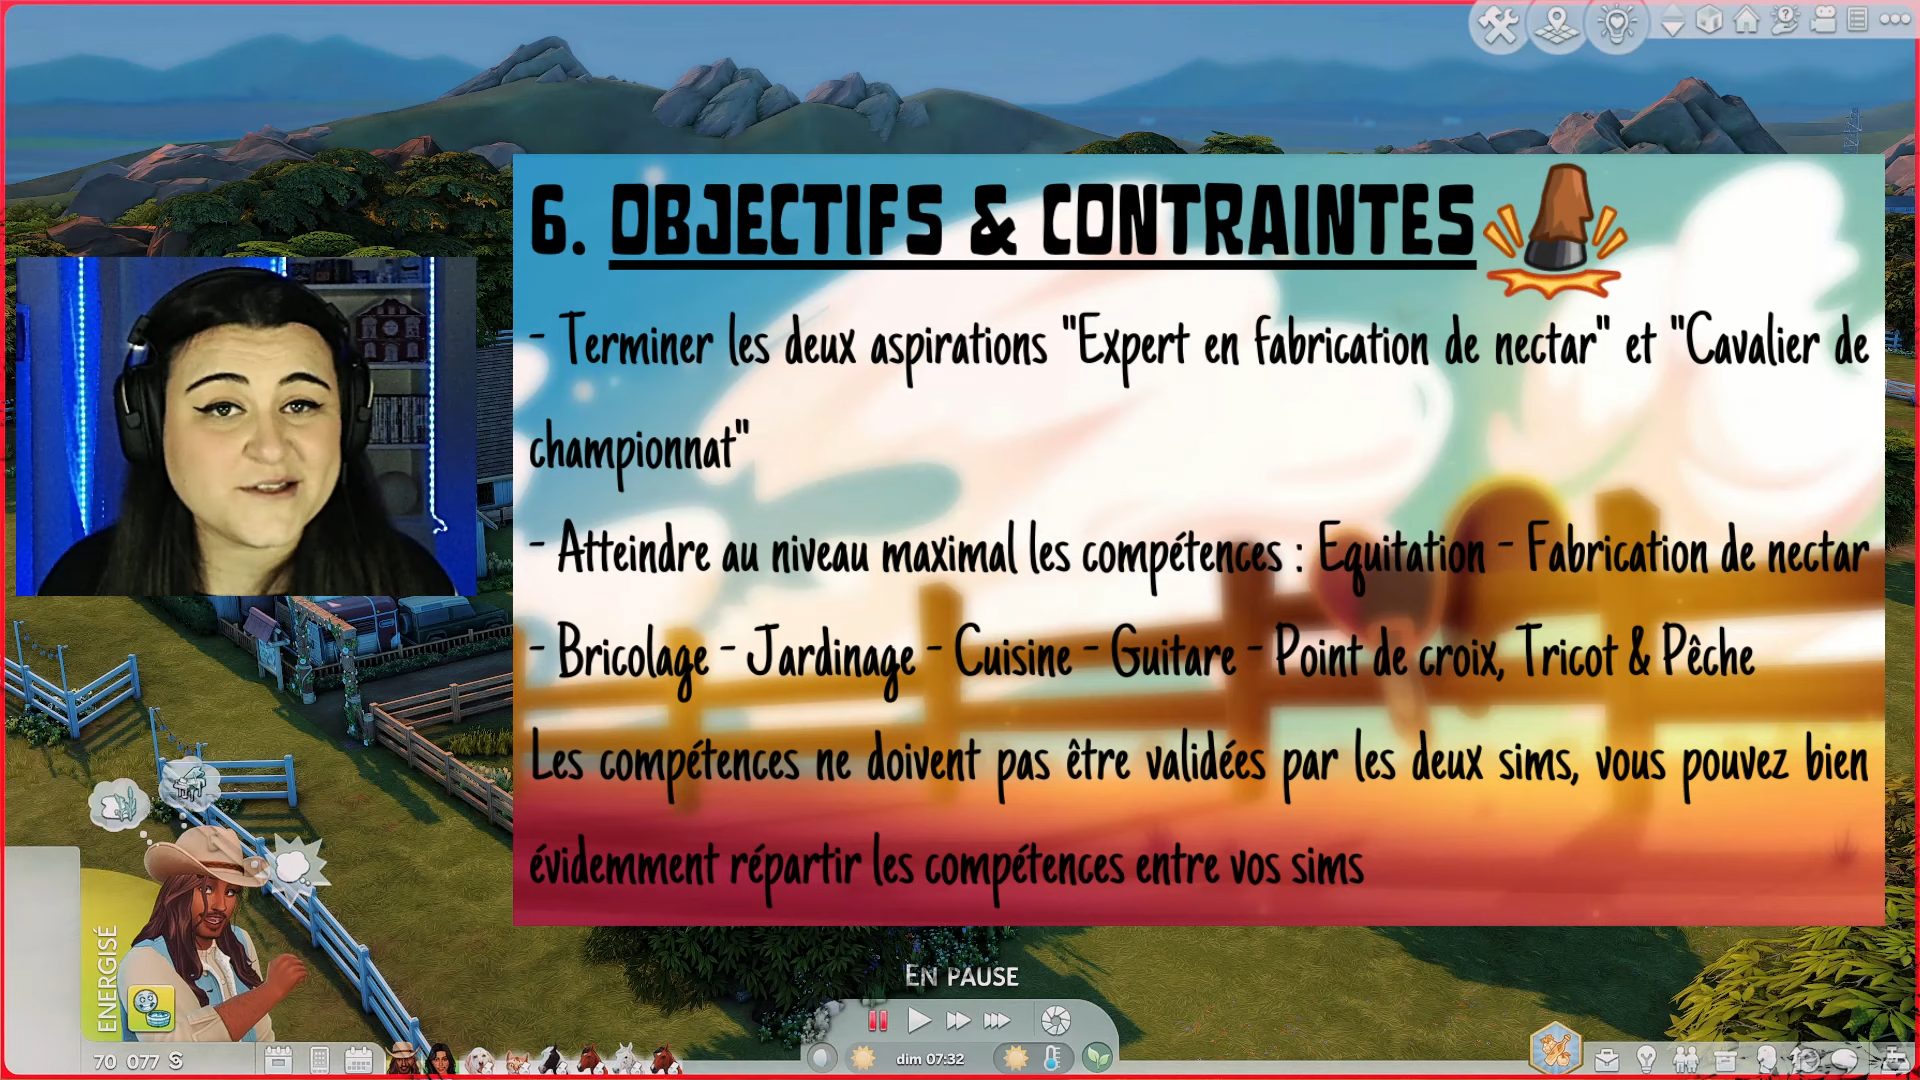 6. OBJECTIFS & CONTRAINTES
- Terminer les deux aspirations "Expert en fabrication de nectar" et "Cavalier de
championnat"
- Atteindre au niveau maximal les compétences : Equitation - Fabrication de nectar
- Bricolage - Jardinage - Cuisine - Guitare - Point de croix, Tricot & Pêche
Les compétences ne doivent pas être validées par les deux sims, vous pouvez bien
évidemment répartir les compétences entre vos sims
ENERGISÉ
EN PAUSE
70 077 §
dim 07:32